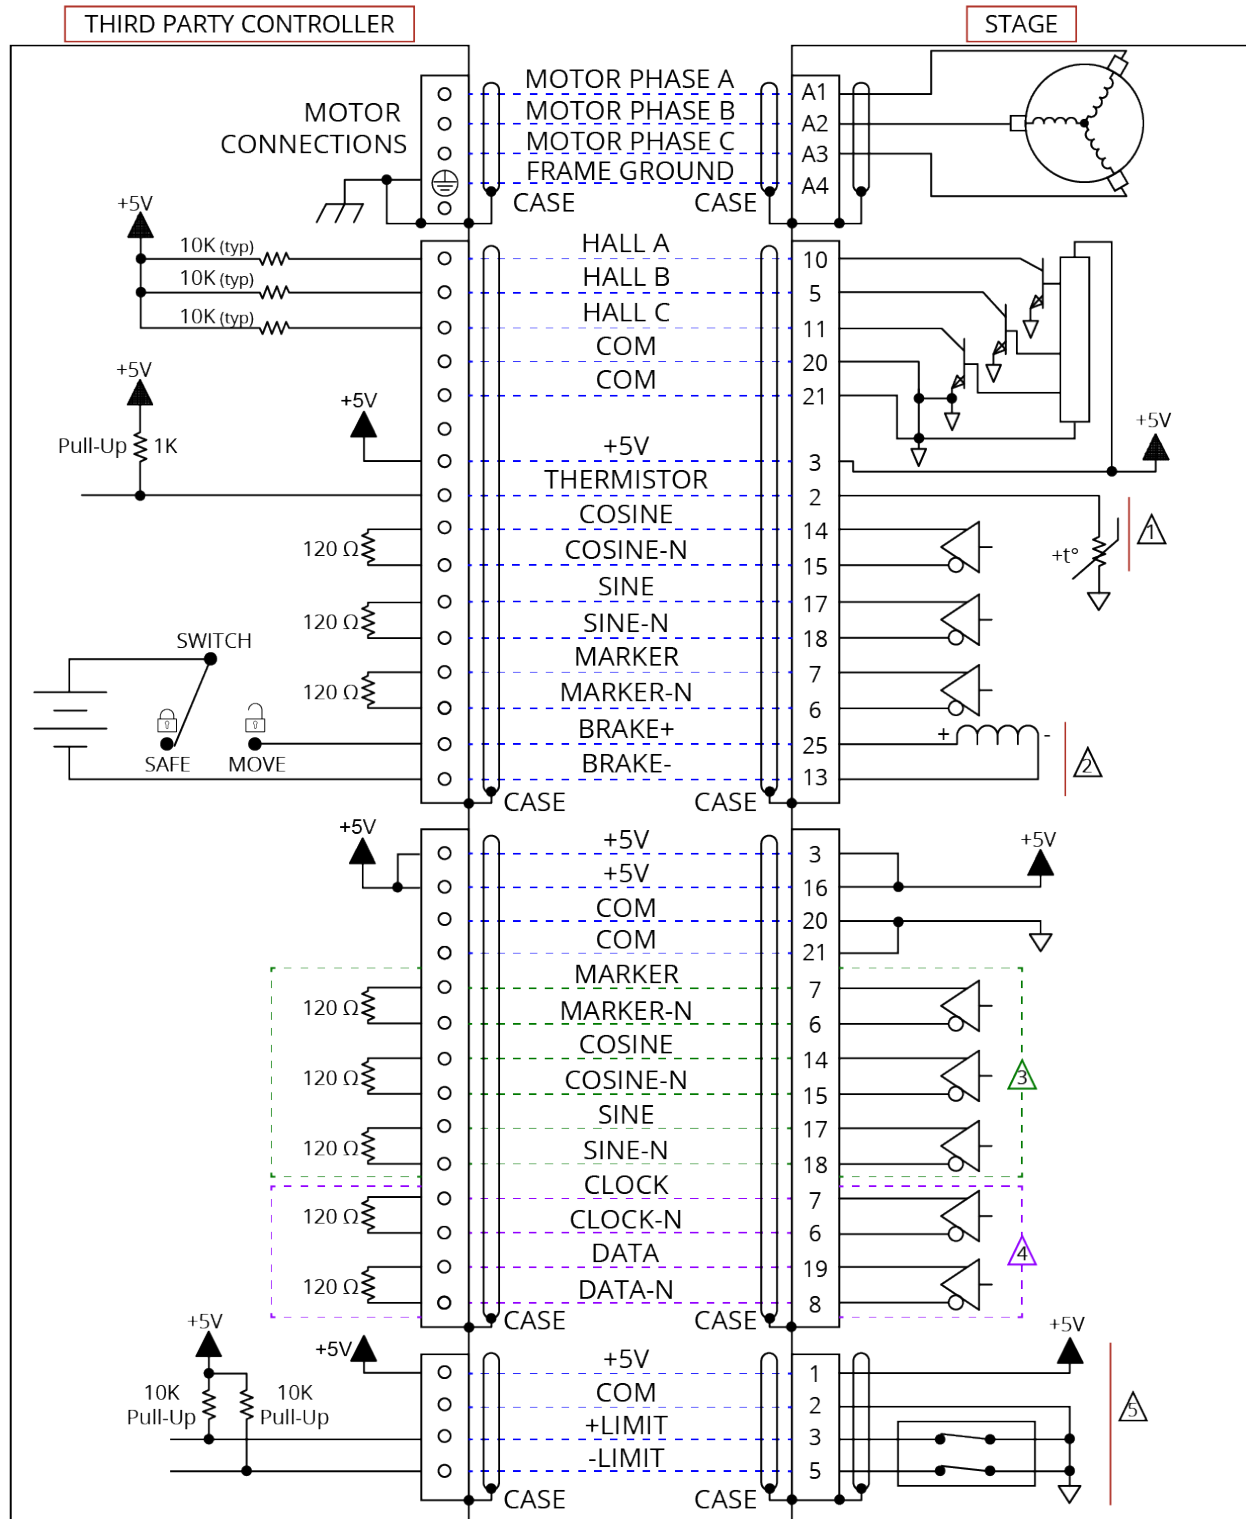 THIRD PARTY CONTROLLER
STAGE
MOTOR CONNECTIONS
MOTOR PHASE A
A1
MOTOR PHASE B
A2
MOTOR PHASE C
A3
FRAME GROUND
A4
CASE
CASE
+5V
10K (typ)
HALL A
10
10K (typ)
HALL B
5
10K (typ)
HALL C
11
COM
20
COM
21
+5V
Pull-Up
1K
+5V
+5V
3
+5V
THERMISTOR
2
+t°
1
120 Ω
COSINE
14
COSINE-N
15
120 Ω
SINE
17
SINE-N
18
120 Ω
MARKER
7
MARKER-N
6
SWITCH
SAFE
MOVE
BRAKE+
25
+
-
BRAKE-
13
2
CASE
CASE
+5V
+5V
3
+5V
16
+5V
COM
20
COM
21
120 Ω
MARKER
7
MARKER-N
6
120 Ω
COSINE
14
COSINE-N
15
3
120 Ω
SINE
17
SINE-N
18
120 Ω
CLOCK
7
CLOCK-N
6
4
120 Ω
DATA
19
DATA-N
8
CASE
CASE
+5V
10K
Pull-Up
10K
Pull-Up
+5V
+5V
1
+5V
COM
2
+LIMIT
3
-LIMIT
5
5
CASE
CASE